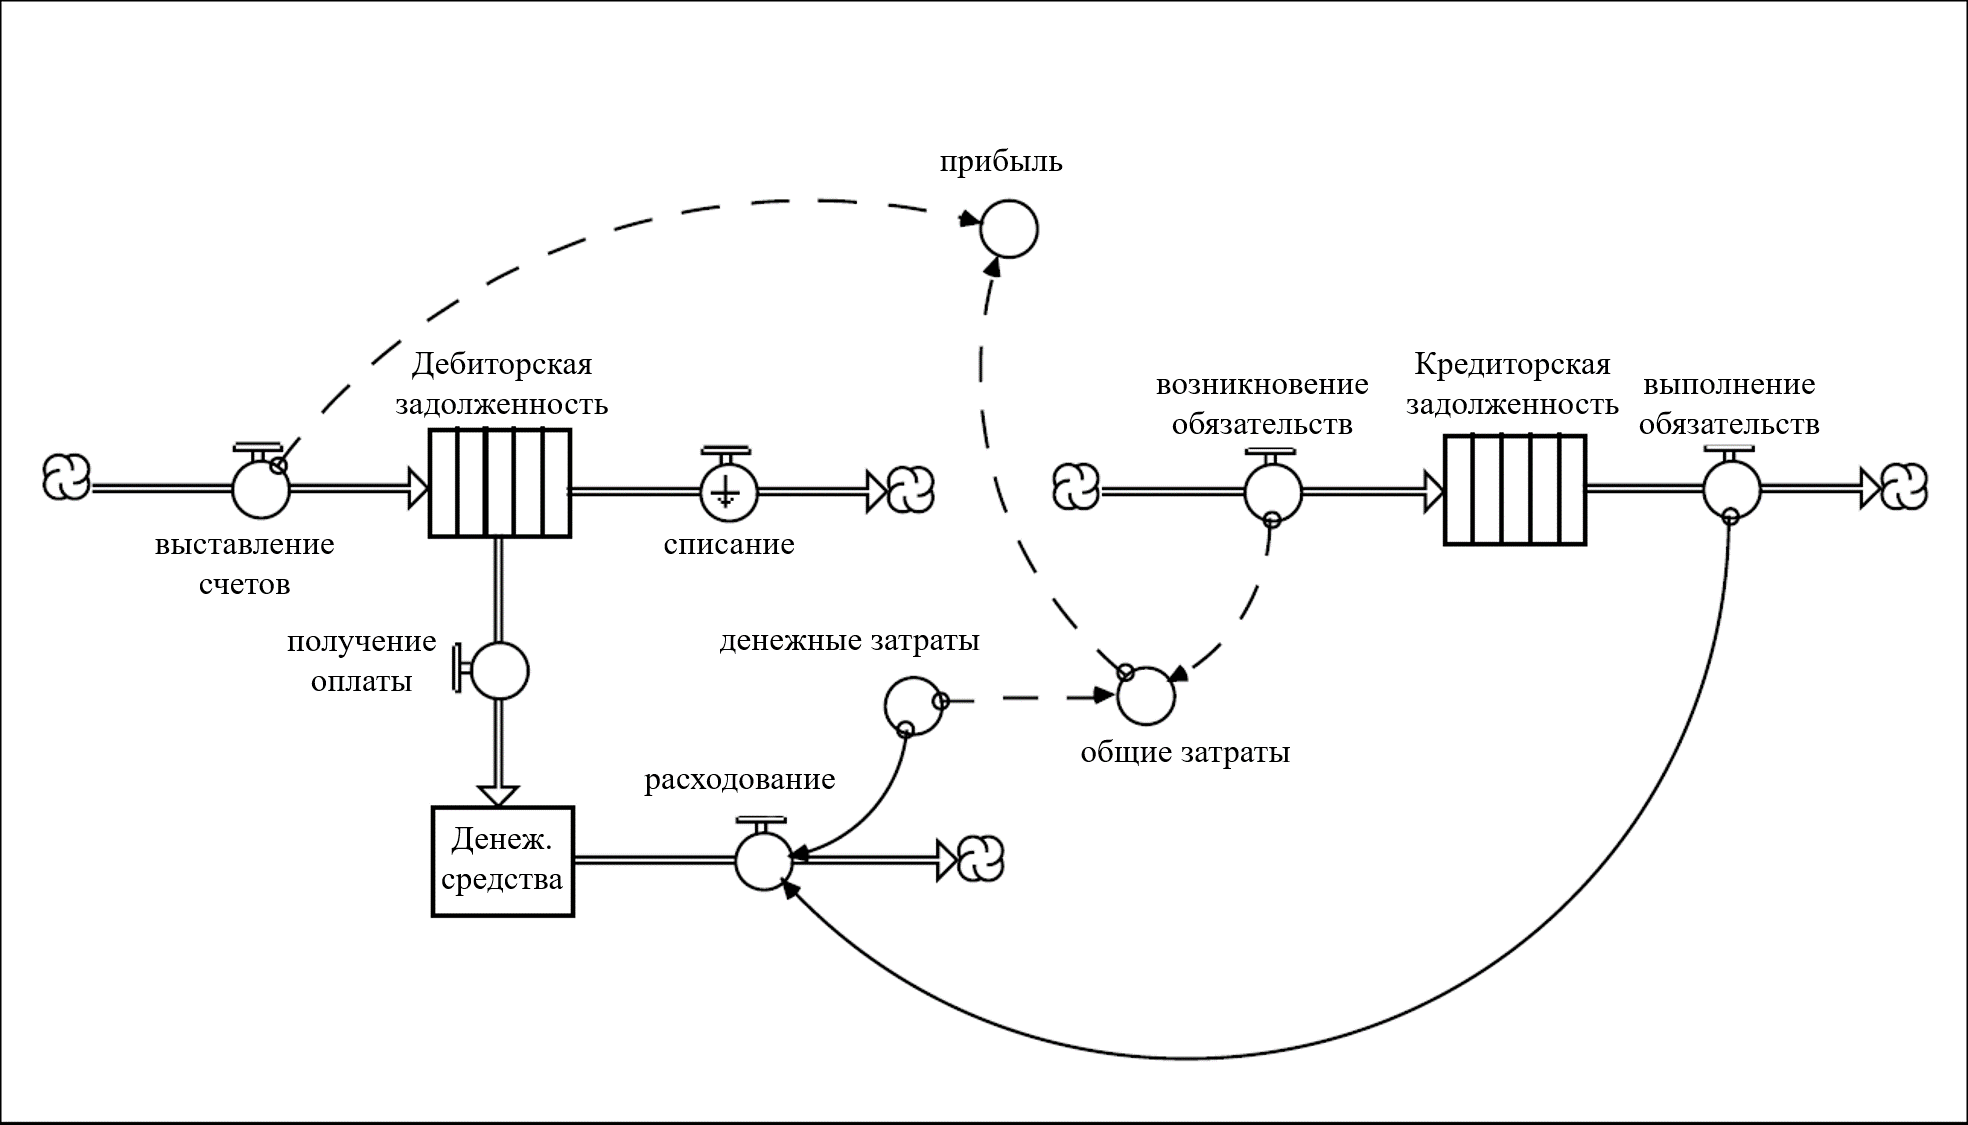 прибыль
Дебиторская
задолженность
возникновение
обязательств
Кредиторская
задолженность
выполнение
обязательств
выставление
счетов
списание
получение
оплаты
денежные затраты
общие затраты
расходование
Денеж.
средства